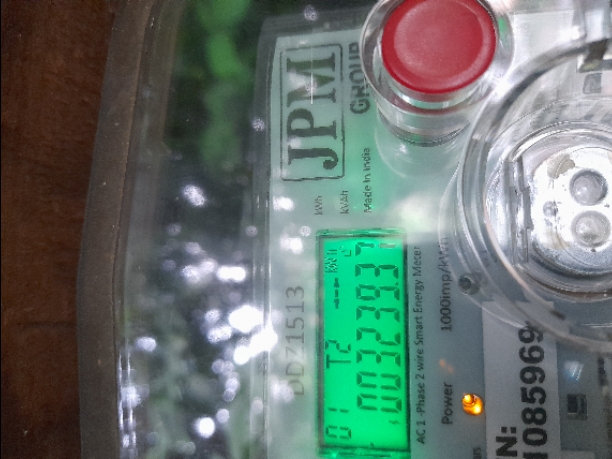 JPM
GROUP
kWh
kVAh
Made In India
DDZ1513
01 T2 kWh
00323937
AC 1-Phase 2 wire Smart Energy Meter
Power
1000imp/kWh
N:
1085969